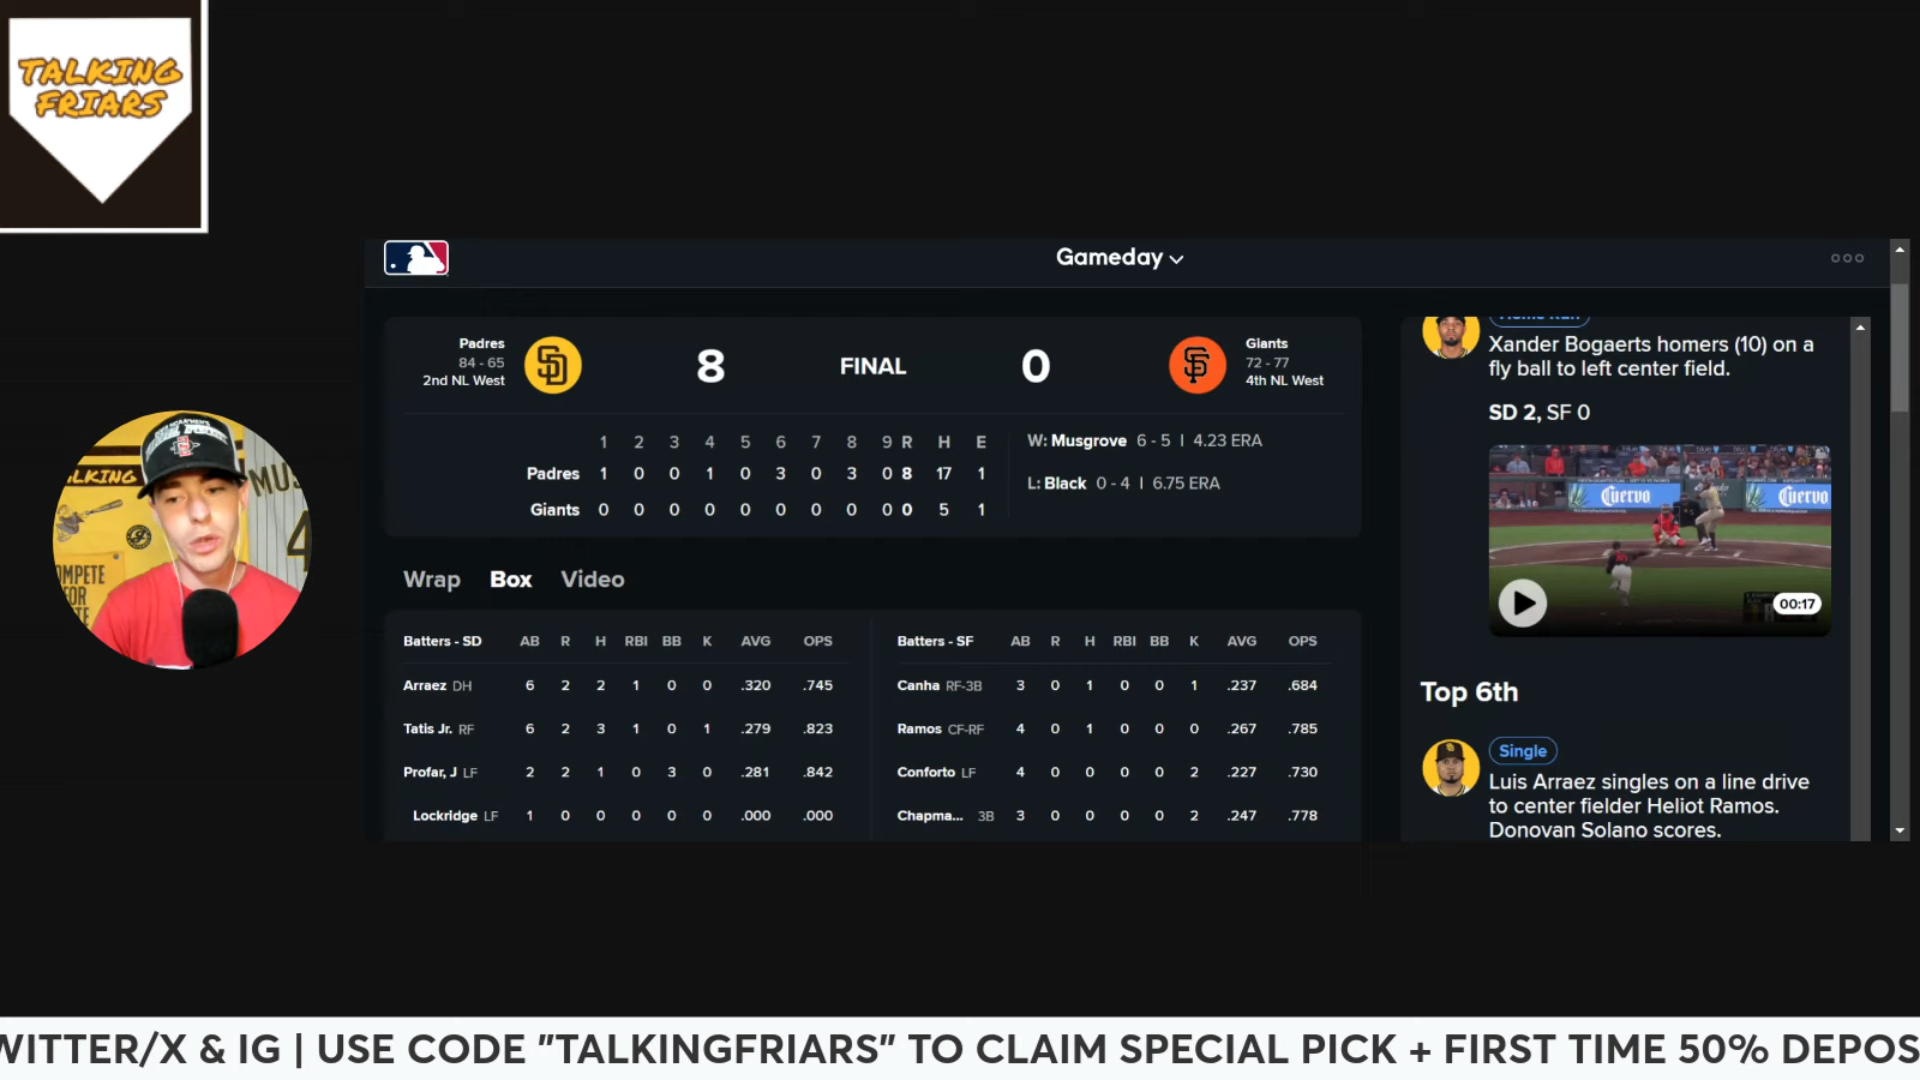 TALKING
FRIARS
Gameday
Padres
84 - 65
2nd NL West
8
FINAL
0
Giants
72 - 77
4th NL West
1 2 3 4 5 6 7 8 9 R H E
Padres 1 0 0 1 0 3 0 3 0 8 17 1
Giants 0 0 0 0 0 0 0 0 0 0 5 1
W: Musgrove 6 - 5 | 4.23 ERA
L: Black 0 - 4 | 6.75 ERA
Wrap Box Video
Batters - SD AB R H RBI BB K AVG OPS
Arraez DH 6 2 2 1 0 0 .320 .745
Tatis Jr. RF 6 2 3 1 0 1 .279 .823
Profar, J LF 2 2 1 0 3 0 .281 .842
Lockridge LF 1 0 0 0 0 0 .000 .000
Batters - SF AB R H RBI BB K AVG OPS
Canha RF-3B 3 0 1 0 0 1 .237 .684
Ramos CF-RF 4 0 1 0 0 0 .267 .785
Conforto LF 4 0 0 0 0 2 .227 .730
Chapma... 3B 3 0 0 0 0 2 .247 .778
Home Run
Xander Bogaerts homers (10) on a
fly ball to left center field.
SD 2, SF 0
Cuervo
Cuervo
00:17
Top 6th
Single
Luis Arraez singles on a line drive
to center fielder Heliot Ramos.
Donovan Solano scores.
ALKING
MUS
4
OMPETE
FOR
WITTER/X & IG | USE CODE "TALKINGFRIARS" TO CLAIM SPECIAL PICK + FIRST TIME 50% DEPOS